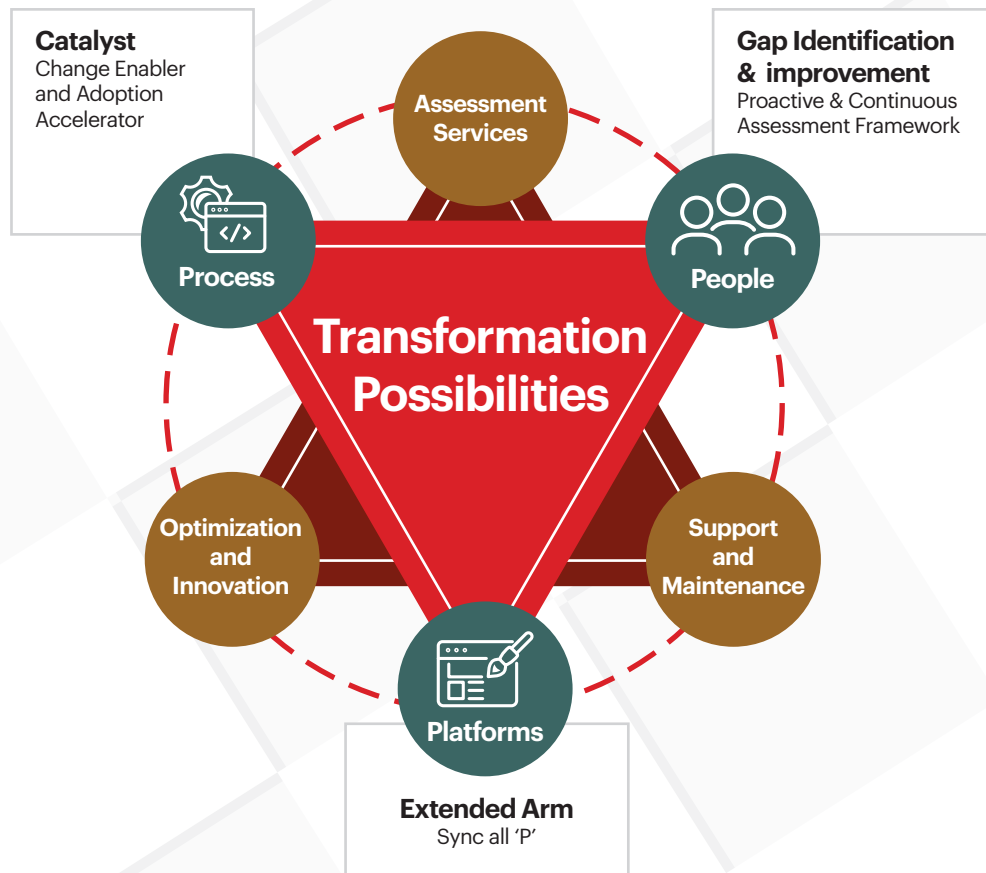 Catalyst
Change Enabler
and Adoption
Accelerator
Gap Identification
& improvement
Proactive & Continuous
Assessment Framework
Assessment
Services
</>
Process
People
Transformation
Possibilities
Optimization
and
Innovation
Support
and
Maintenance
Platforms
Extended Arm
Sync all ‘P’